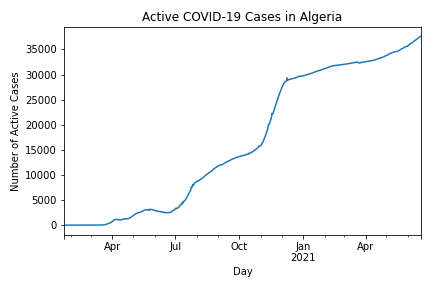 Active COVID-19 Cases in Algeria
Number of Active Cases
35000
30000
25000
20000
15000
10000
5000
0
Apr
Jul
Oct
Jan
2021
Apr
Day